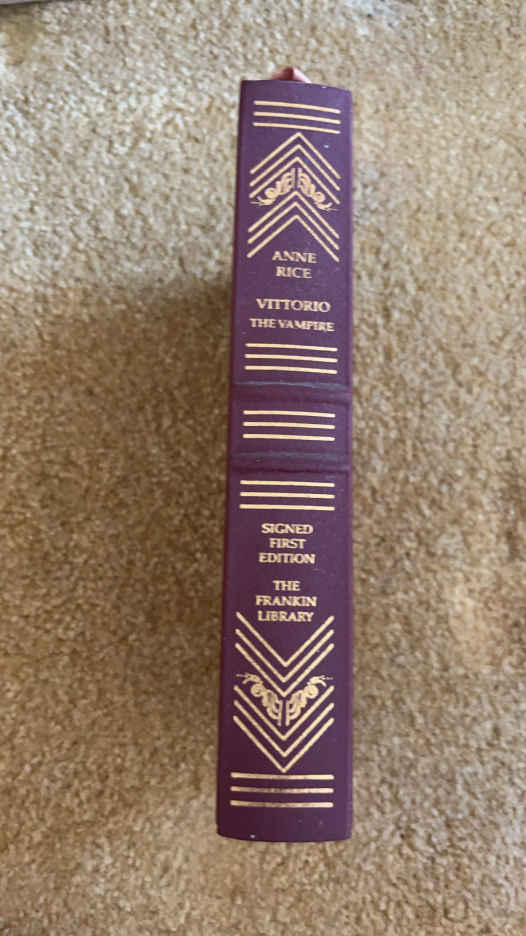 ANNE
RICE
VITTORIO
THE VAMPIRE
SIGNED
FIRST
EDITION
THE
FRANKIN
LIBRARY